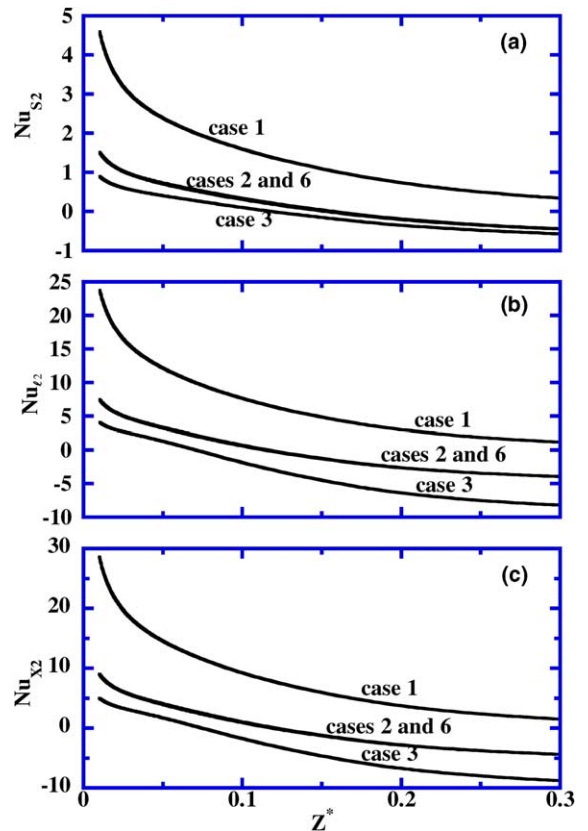 5
(a)
4
3
Nu_S2
case 1
2
cases 2 and 6
1
0
case 3
-1
25
(b)
20
15
Nu_ℓ2
10
5
case 1
0
cases 2 and 6
-5
case 3
-10
30
(c)
20
Nu_X2
10
case 1
0
cases 2 and 6
case 3
-10
0 0.1 0.2 0.3
Z*